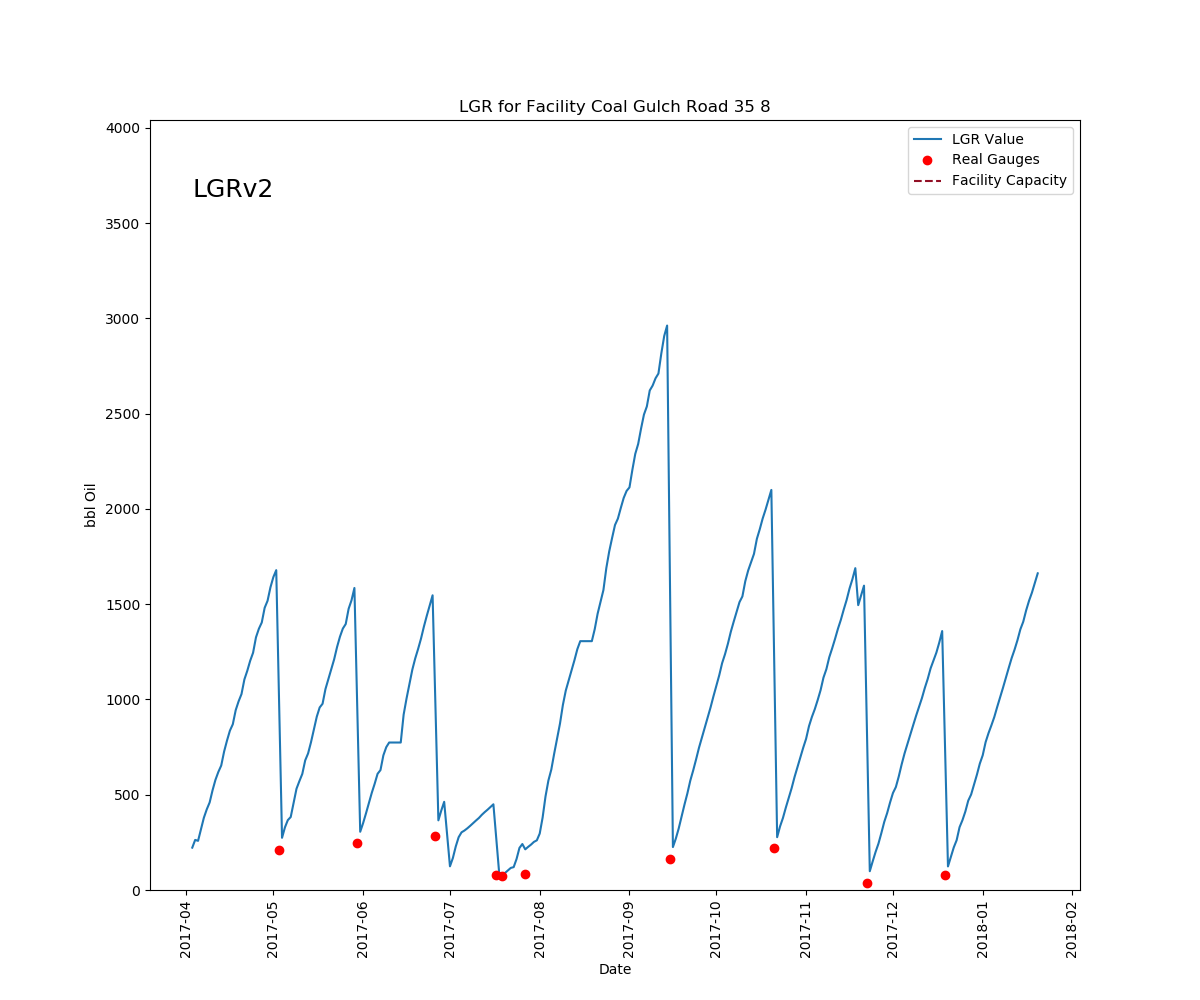 LGR for Facility Coal Gulch Road 35 8
LGRv2
LGR Value
Real Gauges
Facility Capacity
bbl Oil
4000
3500
3000
2500
2000
1500
1000
500
0
2017-04
2017-05
2017-06
2017-07
2017-08
2017-09
2017-10
2017-11
2017-12
2018-01
2018-02
Date